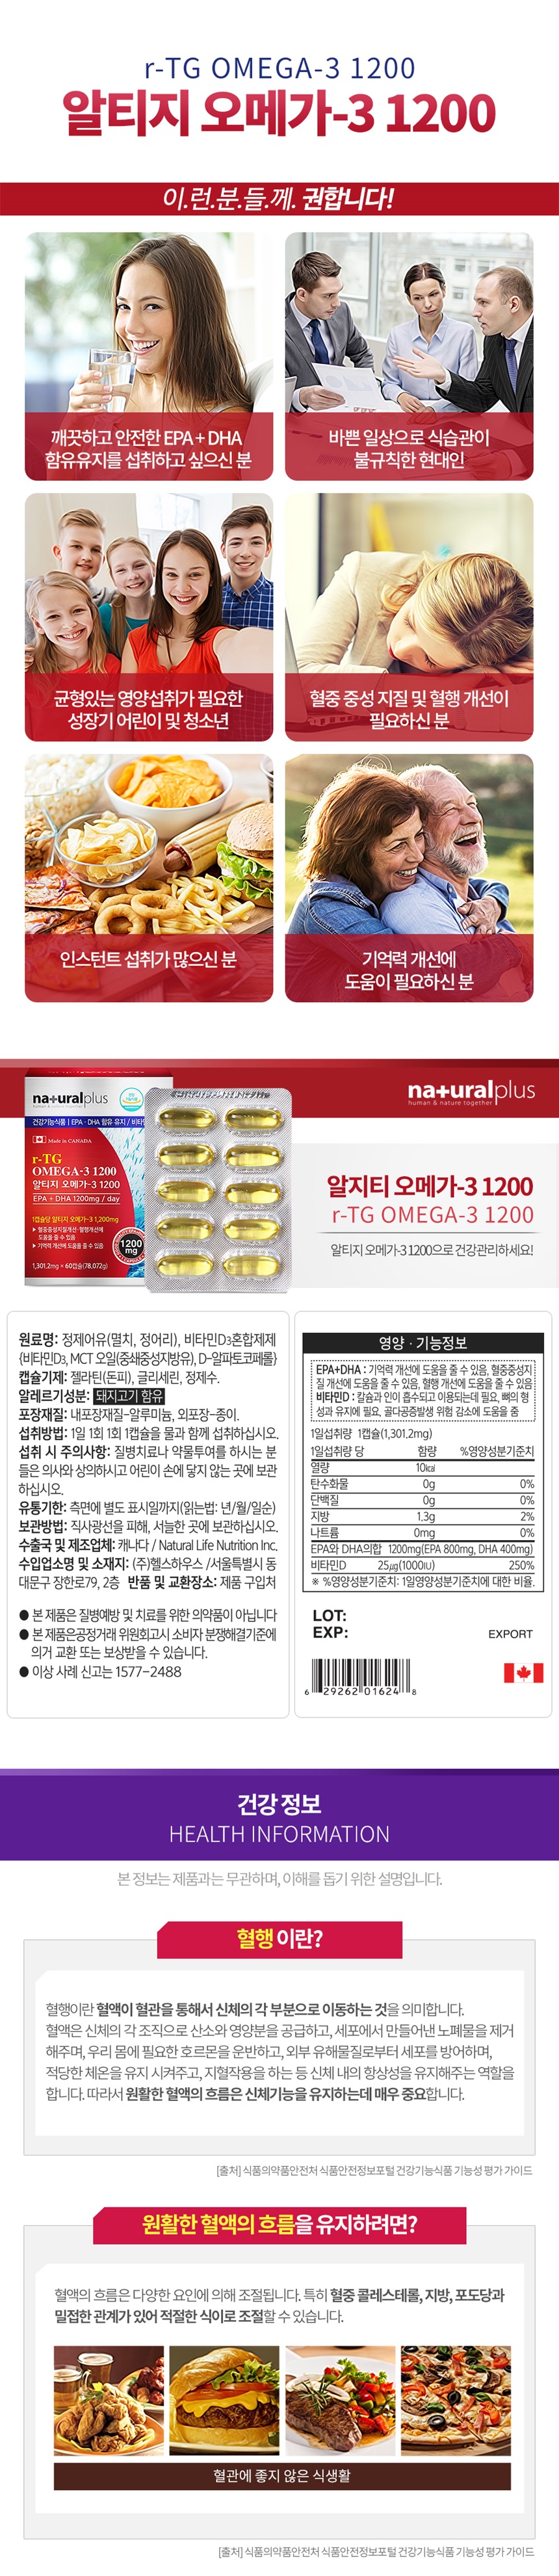 r-TG OMEGA-3 1200
알티지 오메가-3 1200
이.런.분.들.께. 권합니다!
깨끗하고 안전한 EPA + DHA
함유유지를 섭취하고 싶으신 분
바쁜 일상으로 식습관이
불규칙한 현대인
균형있는 영양섭취가 필요한
성장기 어린이 및 청소년
혈중 중성 지질 및 혈행 개선이
필요하신 분
인스턴트 섭취가 많으신 분
기억력 개선에
도움이 필요하신 분
na+uralplus
human & nature together
na+uralplus
human & nature together
건강기능식품 | EPA · DHA 함유 유지 / 비타민
Made in CANADA
r-TG
OMEGA-3 1200
알티지 오메가-3 1200
EPA + DHA 1200mg / day
1캡슐당 알티지 오메가-3 1,200mg
▶ 혈중중성지질개선·혈행개선에
도움을 줄 수 있음
▶ 기억력 개선에 도움을 줄 수 있음
1200
mg
1,301.2mg × 60캡슐(78.072g)
알지티 오메가-3 1200
r-TG OMEGA-3 1200
알티지 오메가-3 1200으로 건강관리하세요!
원료명: 정제어유(멸치, 정어리), 비타민D3혼합제제
{비타민D3, MCT 오일(중쇄중성지방유), D-알파토코페롤}
캡슐기제: 젤라틴(돈피), 글리세린, 정제수.
알레르기성분: 돼지고기 함유
포장재질: 내포장재질-알루미늄, 외포장-종이.
섭취방법: 1일 1회 1회 1캡슐을 물과 함께 섭취하십시오.
섭취 시 주의사항: 질병치료나 약물투여를 하시는 분
들은 의사와 상의하시고 어린이 손에 닿지 않는 곳에 보관
하십시오.
유통기한: 측면에 별도 표시일까지(읽는법: 년/월/일순)
보관방법: 직사광선을 피해, 서늘한 곳에 보관하십시오.
수출국 및 제조업체: 캐나다 / Natural Life Nutrition Inc.
수입업소명 및 소재지: (주)헬스하우스 /서울특별시 동
대문구 장한로79, 2층 반품 및 교환장소: 제품 구입처
● 본 제품은 질병예방 및 치료를 위한 의약품이 아닙니다
● 본 제품은공정거래 위원회고시 소비자 분쟁해결기준에
의거 교환 또는 보상받을 수 있습니다.
● 이상 사례 신고는 1577-2488
영양 · 기능정보
EPA+DHA : 기억력 개선에 도움을 줄 수 있음, 혈중중성지
질 개선에 도움을 줄 수 있음, 혈행 개선에 도움을 줄 수 있음
비타민D : 칼슘과 인이 흡수되고 이용되는데 필요, 뼈의 형
성과 유지에 필요, 골다공증발생 위험 감소에 도움을 줌
1일섭취량 1캡슐(1,301.2mg)
1일섭취량 당 함량 %영양성분기준치
열량 10kcal
탄수화물 0g 0%
단백질 0g 0%
지방 1.3g 2%
나트륨 0mg 0%
EPA와 DHA의합 1200mg(EPA 800mg, DHA 400mg)
비타민D 25㎍(1000IU) 250%
※ %영양성분기준치: 1일영양성분기준치에 대한 비율.
LOT:
EXP:
EXPORT
6 29262 01624 8
건강 정보
HEALTH INFORMATION
본 정보는 제품과는 무관하며, 이해를 돕기 위한 설명입니다.
혈행 이란?
혈행이란 혈액이 혈관을 통해서 신체의 각 부분으로 이동하는 것을 의미합니다.
혈액은 신체의 각 조직으로 산소와 영양분을 공급하고, 세포에서 만들어낸 노폐물을 제거
해주며, 우리 몸에 필요한 호르몬을 운반하고, 외부 유해물질로부터 세포를 방어하며,
적당한 체온을 유지 시켜주고, 지혈작용을 하는 등 신체 내의 항상성을 유지해주는 역할을
합니다. 따라서 원활한 혈액의 흐름은 신체기능을 유지하는데 매우 중요합니다.
[출처] 식품의약품안전처 식품안전정보포털 건강기능식품 기능성 평가 가이드
원활한 혈액의 흐름을 유지하려면?
혈액의 흐름은 다양한 요인에 의해 조절됩니다. 특히 혈중 콜레스테롤, 지방, 포도당과
밀접한 관계가 있어 적절한 식이로 조절할 수 있습니다.
혈관에 좋지 않은 식생활
[출처] 식품의약품안전처 식품안전정보포털 건강기능식품 기능성 평가 가이드